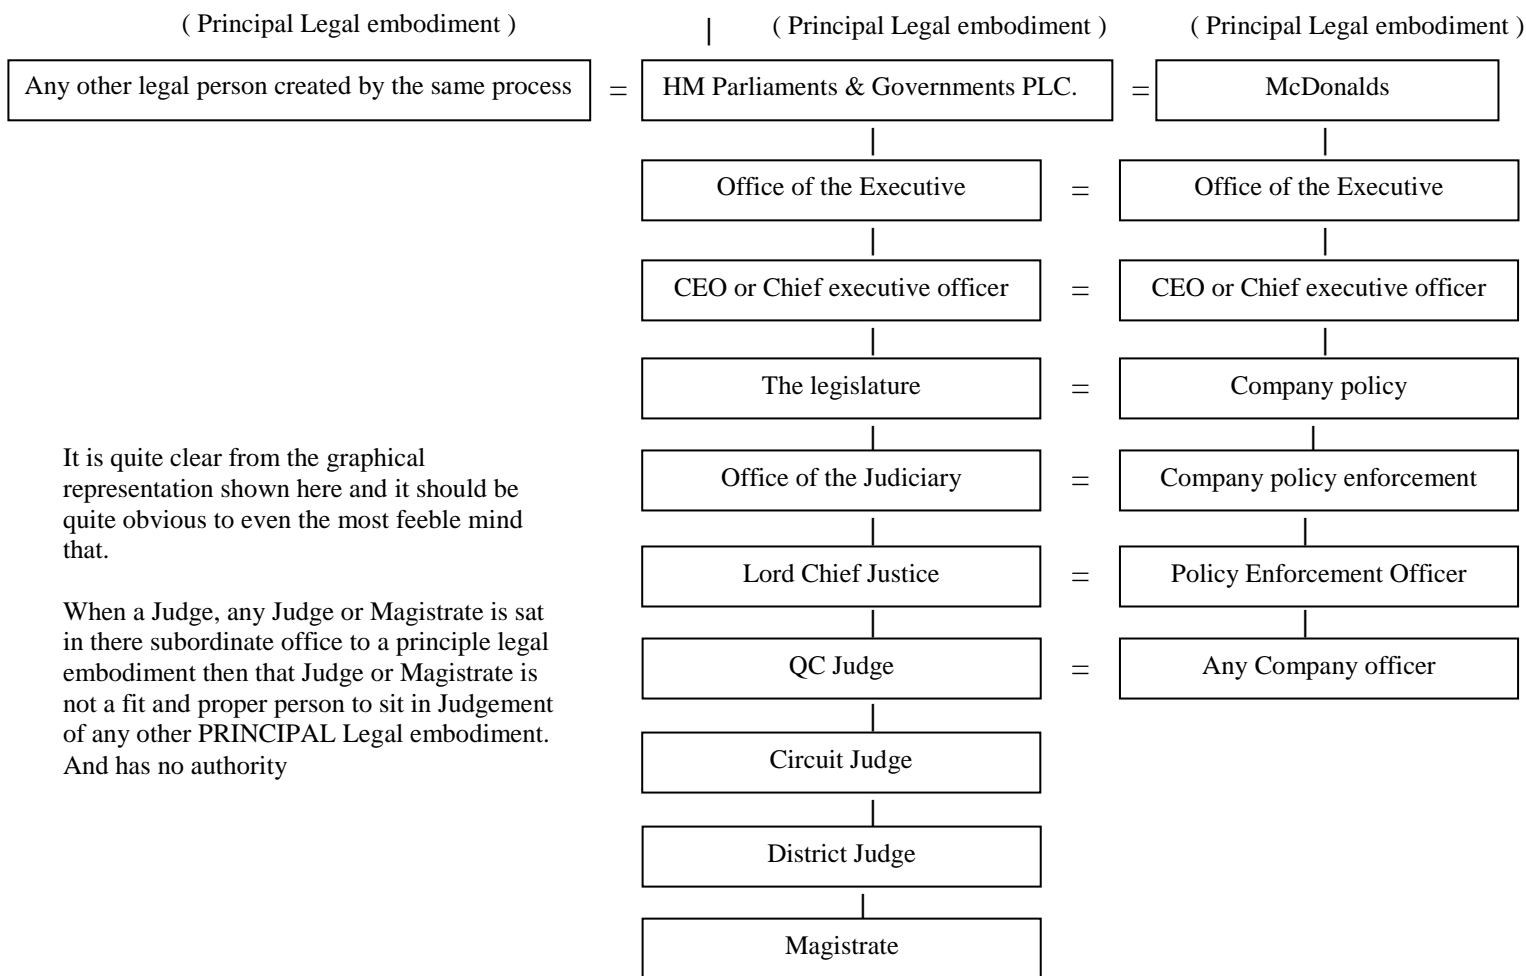 ( Principal Legal embodiment ) | ( Principal Legal embodiment ) ( Principal Legal embodiment )
Any other legal person created by the same process = HM Parliaments & Governments PLC. = McDonalds
Office of the Executive = Office of the Executive
CEO or Chief executive officer = CEO or Chief executive officer
The legislature = Company policy
Office of the Judiciary = Company policy enforcement
Lord Chief Justice = Policy Enforcement Officer
QC Judge = Any Company officer
Circuit Judge
District Judge
Magistrate
It is quite clear from the graphical
representation shown here and it should be
quite obvious to even the most feeble mind
that.
When a Judge, any Judge or Magistrate is sat
in there subordinate office to a principle legal
embodiment then that Judge or Magistrate is
not a fit and proper person to sit in Judgement
of any other PRINCIPAL Legal embodiment.
And has no authority